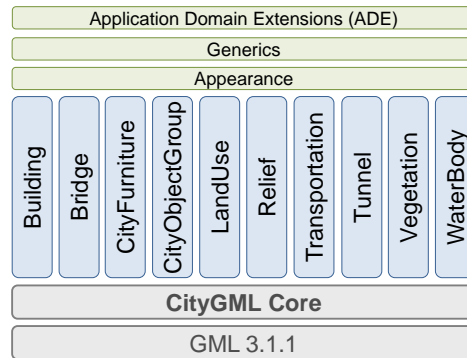 Application Domain Extensions (ADE)
Generics
Appearance
Building
Bridge
CityFurniture
CityObjectGroup
LandUse
Relief
Transportation
Tunnel
Vegetation
WaterBody
CityGML Core
GML 3.1.1